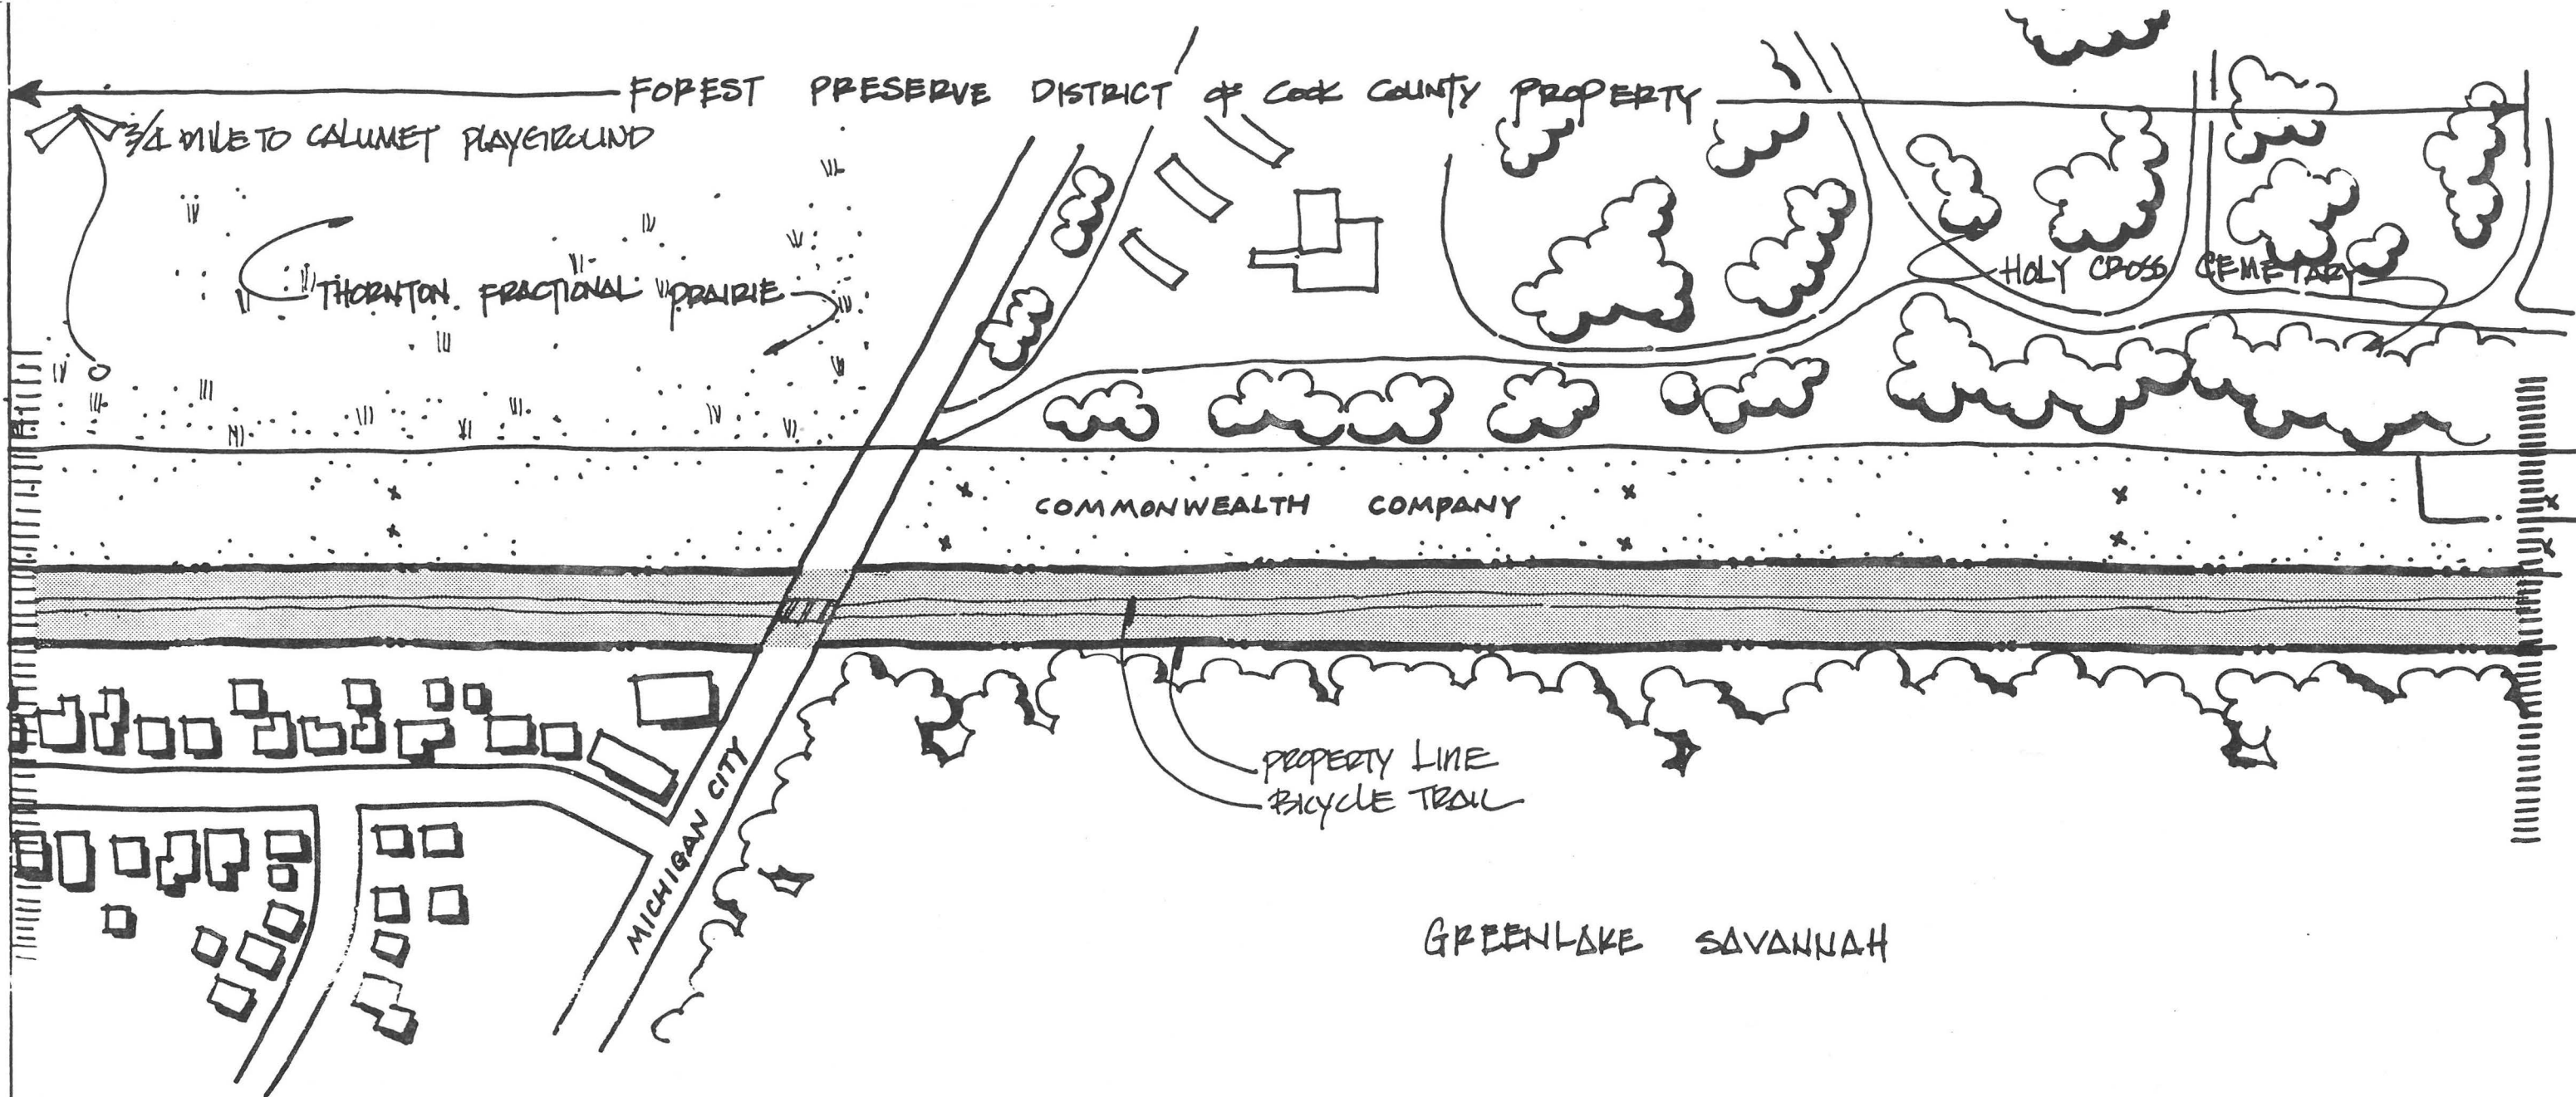 FOREST PRESERVE DISTRICT of COOK COUNTY PROPERTY
3/4 MILE TO CALUMET PLAYGROUND
THORNTON FRACTIONAL PRAIRIE
HOLY CROSS CEMETARY
COMMONWEALTH COMPANY
PROPERTY LINE
BICYCLE TRAIL
MICHIGAN CITY
GREENLAKE SAVANNAH